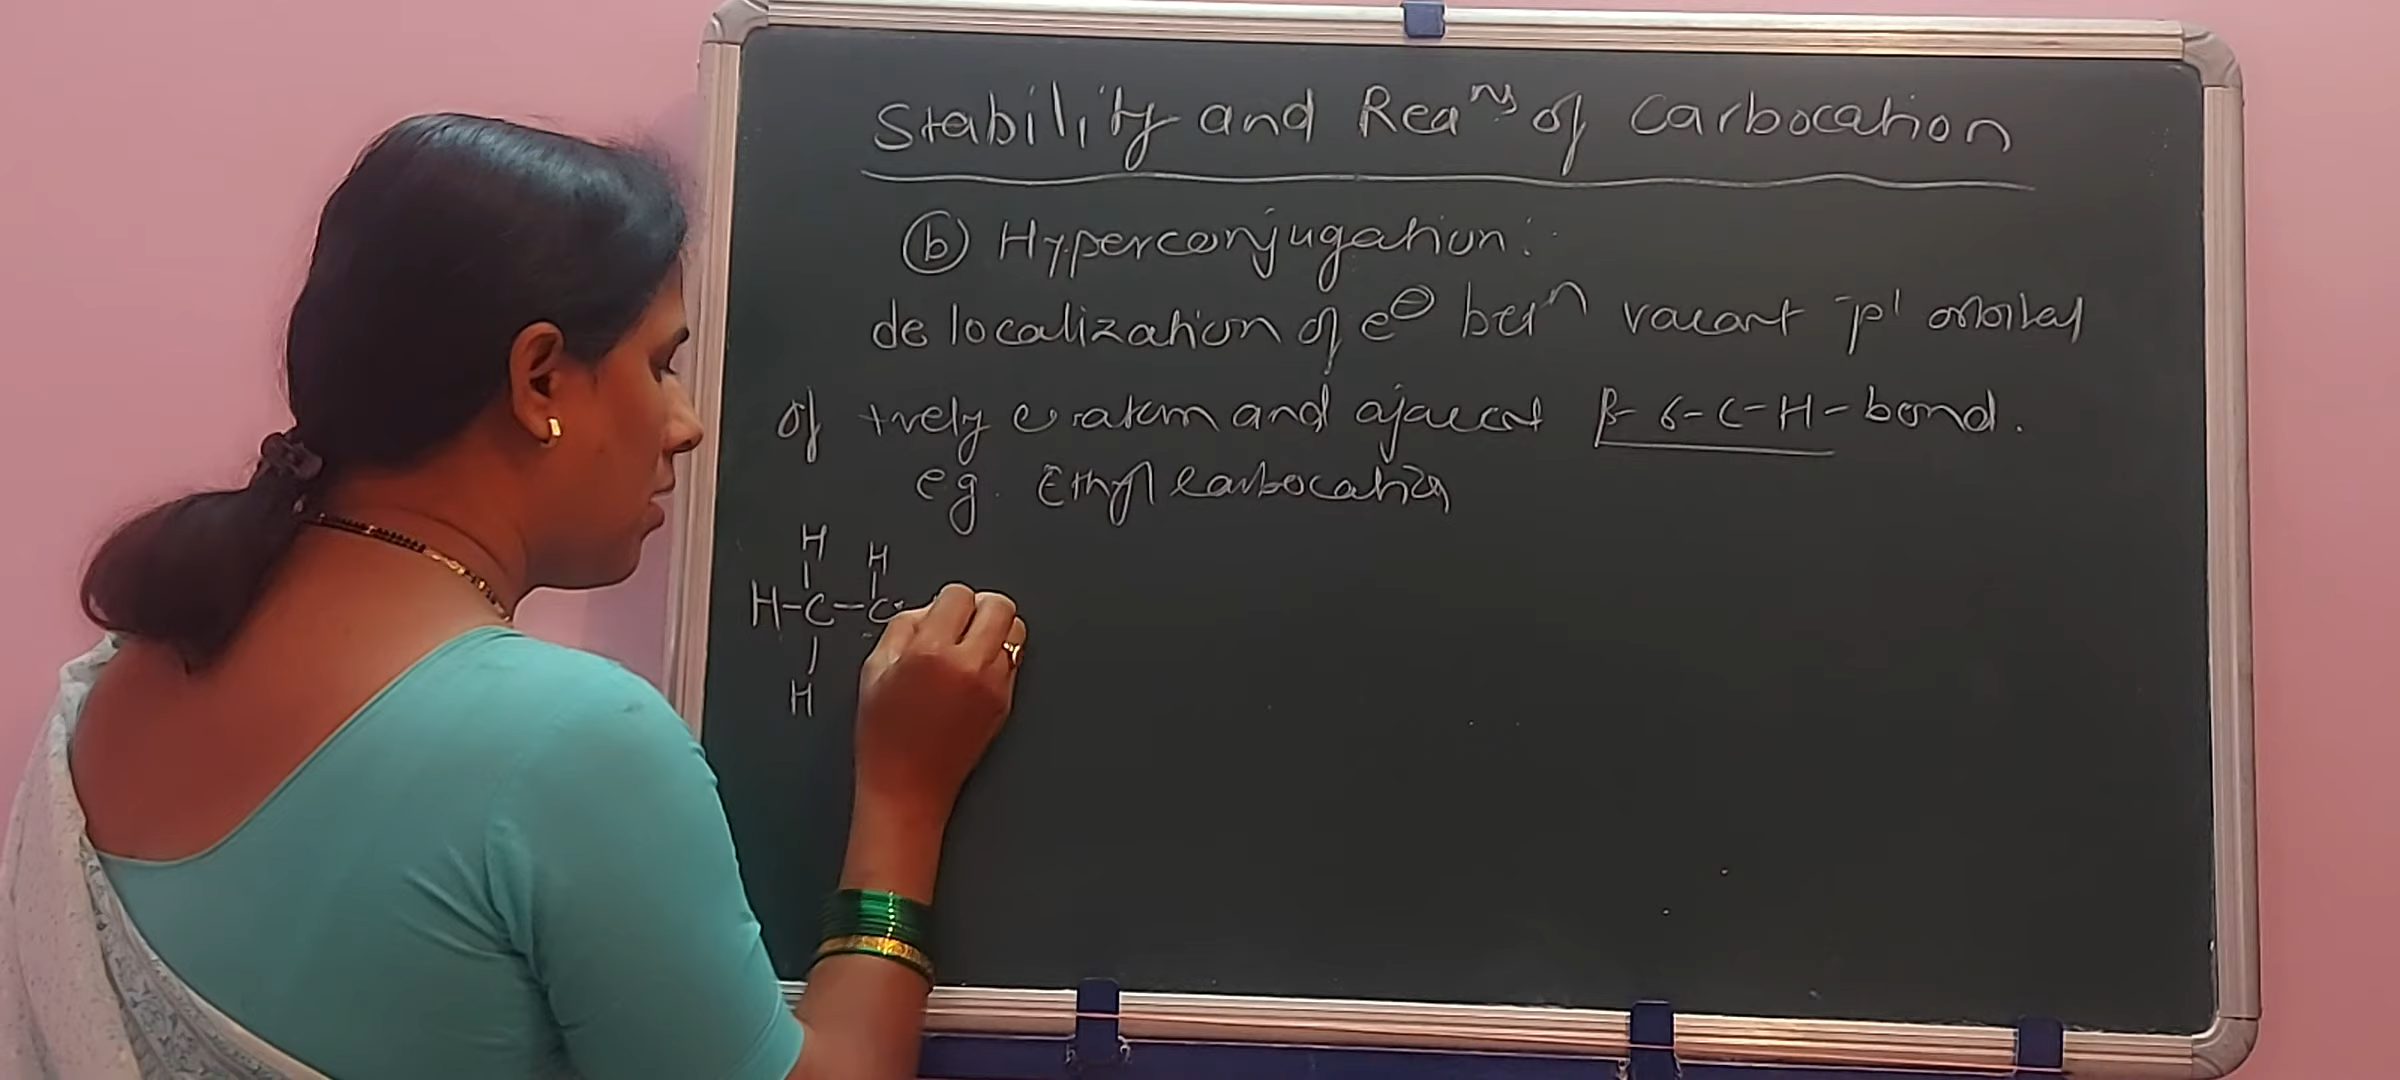 Stability and Reaⁿˢ of Carbocation
ⓑ Hyperconjugation:
delocalization of e⊖ betⁿ vacant 'p' orbital
of +vely C atom and ajacent β-σ-C-H-bond.
eg. Ethyl carbocation
H H
H-C-C
H